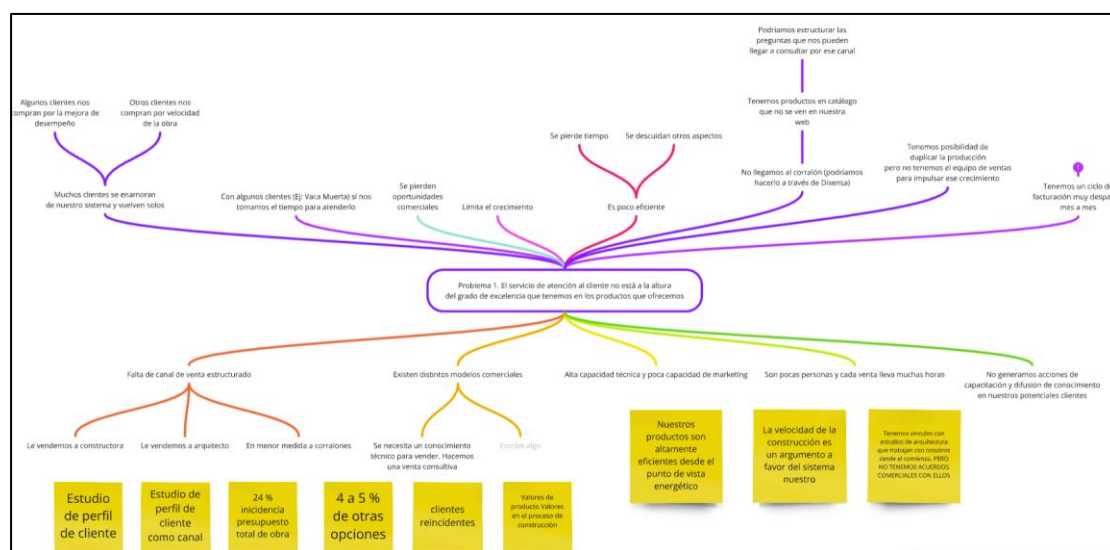 Podríamos estructurar las
preguntas que nos pueden
llegar a consultar por ese canal
Algunos clientes nos
compran por la mejora de
desempeño
Otros clientes nos
compran por velocidad
de la obra
Tenemos productos en catálogo
que no se ven en nuestra
web
Se pierde tiempo
Se descuidan otros aspectos
Tenemos posibilidad de
duplicar la producción
pero no tenemos el equipo de ventas
para impulsar ese crecimiento
Muchos clientes se enamoran
de nuestro sistema y vuelven solos
Con algunos clientes (Ej: Vaca Muerta) sí nos
tomamos el tiempo para atenderlo
Se pierden
oportunidades
comerciales
Limita el crecimiento
Es poco eficiente
No llegamos al corralón (podríamos
hacerlo a través de Disensa)
Tenemos un ciclo de
facturación muy despa
mes a mes
Problema 1. El servicio de atención al cliente no está a la altura
del grado de excelencia que tenemos en los productos que ofrecemos
Falta de canal de venta estructurado
Existen distintos modelos comerciales
Alta capacidad técnica y poca capacidad de marketing
Son pocas personas y cada venta lleva muchas horas
No generamos acciones de
capacitación y difusión de conocimiento
en nuestros potenciales clientes
Le vendemos a constructora
Le vendemos a arquitecto
En menor medida a corralones
Se necesita un conocimiento
técnico para vender. Hacemos
una venta consultiva
Escribe algo
Nuestros
productos son
altamente
eficientes desde el
punto de vista
energético
La velocidad de la
construcción es
un argumento a
favor del sistema
nuestro
Tenemos vínculo con
estudios de arquitectura
que trabajan con nosotros
desde el comienzo. PERO
NO TENEMOS ACUERDOS
COMERCIALES CON ELLOS
Estudio
de perfil
de cliente
Estudio de
perfil de
cliente
como canal
24 %
inicidencia
presupuesto
total de obra
4 a 5 %
de otras
opciones
clientes
reincidentes
Valores de
producto Valores
en el proceso de
construcción